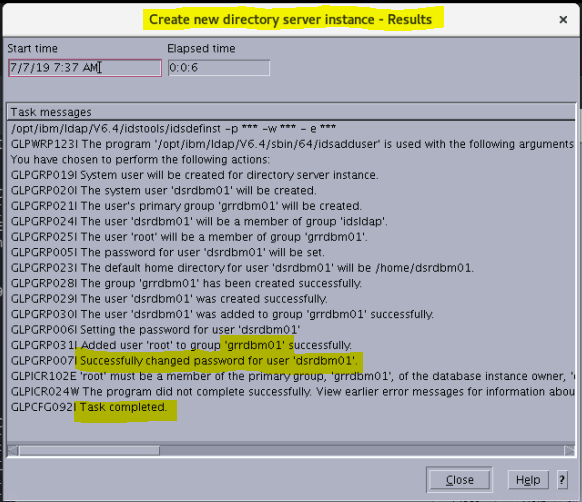 Create new directory server instance - Results
Start time Elapsed time
7/7/19 7:37 AM 0:0:6
Task messages
/opt/ibm/ldap/V6.4/idstools/idsdefinst -p *** -w *** - e ***
GLPWRP123I The program '/opt/ibm/ldap/V6.4/sbin/64/idsadduser' is used with the following arguments
You have chosen to perform the following actions:
GLPGRP019I System user will be created for directory server instance.
GLPGRP020I The system user 'dsrdbm01' will be created.
GLPGRP021I The user's primary group 'grrdbm01' will be created.
GLPGRP024I The user 'dsrdbm01' will be a member of group 'idsldap'.
GLPGRP025I The user 'root' will be a member of group 'grrdbm01'.
GLPGRP005I The password for user 'dsrdbm01' will be set.
GLPGRP023I The default home directory for user 'dsrdbm01' will be /home/dsrdbm01.
GLPGRP028I The group 'grrdbm01' has been created successfully.
GLPGRP029I The user 'dsrdbm01' was created successfully.
GLPGRP030I The user 'dsrdbm01' was added to group 'grrdbm01' successfully.
GLPGRP006I Setting the password for user 'dsrdbm01'
GLPGRP031I Added user 'root' to group 'grrdbm01' successfully.
GLPGRP007I Successfully changed password for user 'dsrdbm01'.
GLPICR102E 'root' must be a member of the primary group, 'grrdbm01', of the database instance owner, '
GLPICR024W The program did not complete successfully. View earlier error messages for information abou
GLPCFG092I Task completed.
Close Help ?